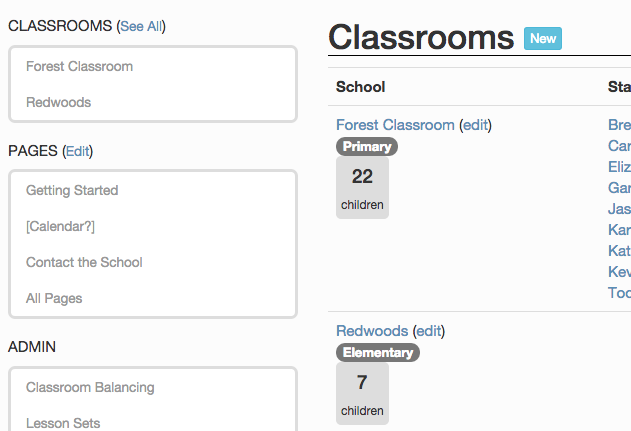 CLASSROOMS (See All)
Forest Classroom
Redwoods
PAGES (Edit)
Getting Started
[Calendar?]
Contact the School
All Pages
ADMIN
Classroom Balancing
Lesson Sets
Classrooms New
School Sta
Forest Classroom (edit)
Primary
22
children
Bre
Car
Eliz
Gar
Jas
Kar
Kat
Kev
Too
Redwoods (edit)
Elementary
7
children